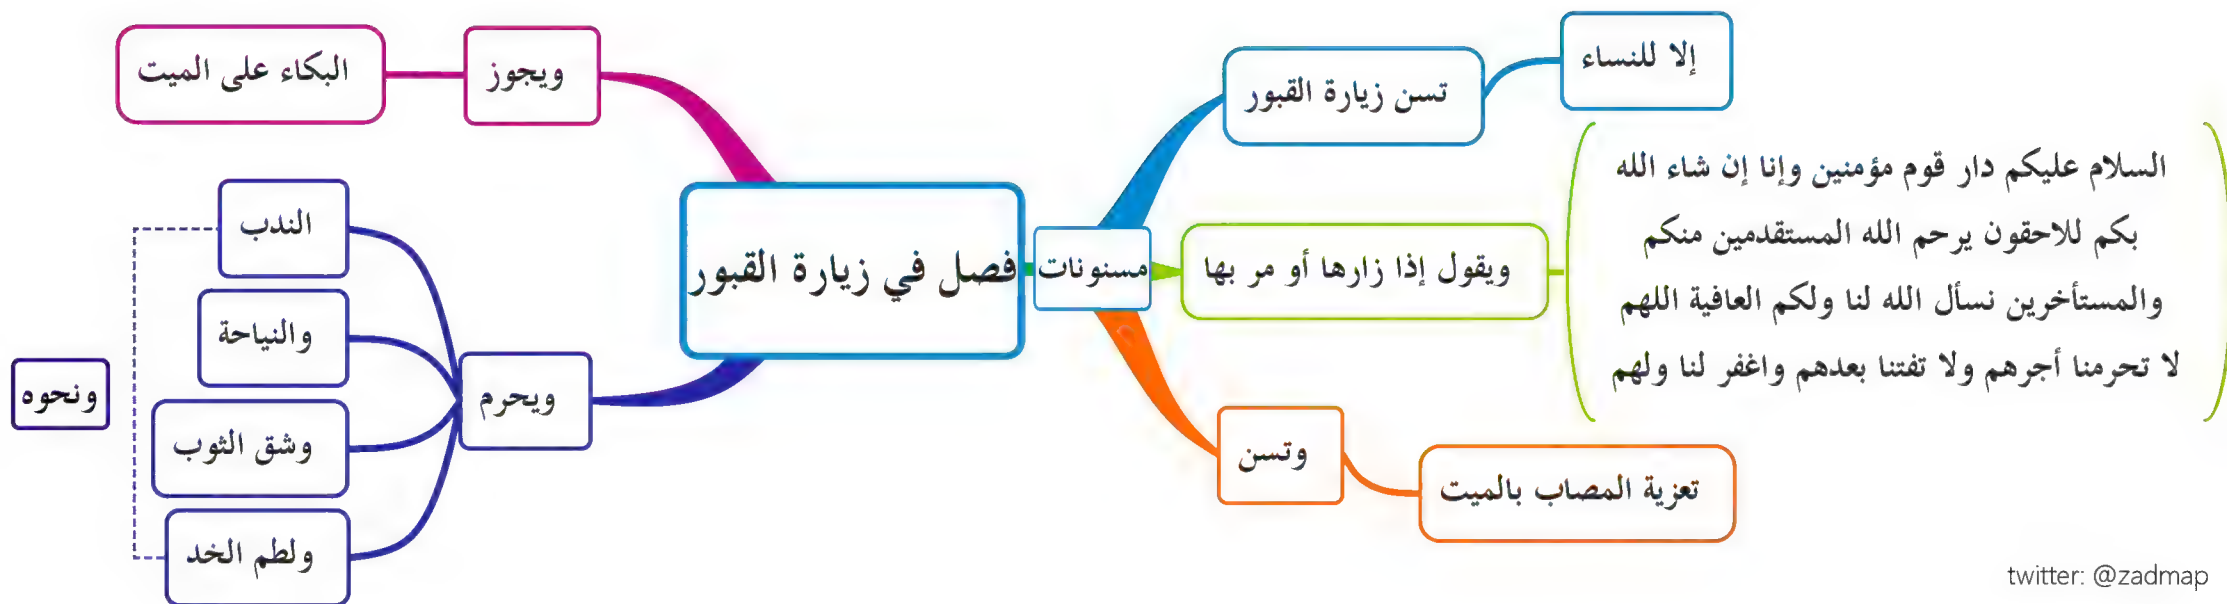 فصل في زيارة القبور
مسنونات
تسن زيارة القبور
إلا للنساء
ويقول إذا زارها أو مر بها
السلام عليكم دار قوم مؤمنين وإنا إن شاء الله
بكم للاحقون يرحم الله المستقدمين منكم
والمستأخرين نسأل الله لنا ولكم العافية اللهم
لا تحرمنا أجرهم ولا تفتنا بعدهم واغفر لنا ولهم
وتسن
تعزية المصاب بالميت
ويجوز
البكاء على الميت
ويحرم
الندب
والنياحة
وشق الثوب
ولطم الخد
ونحوه
twitter: @zadmap